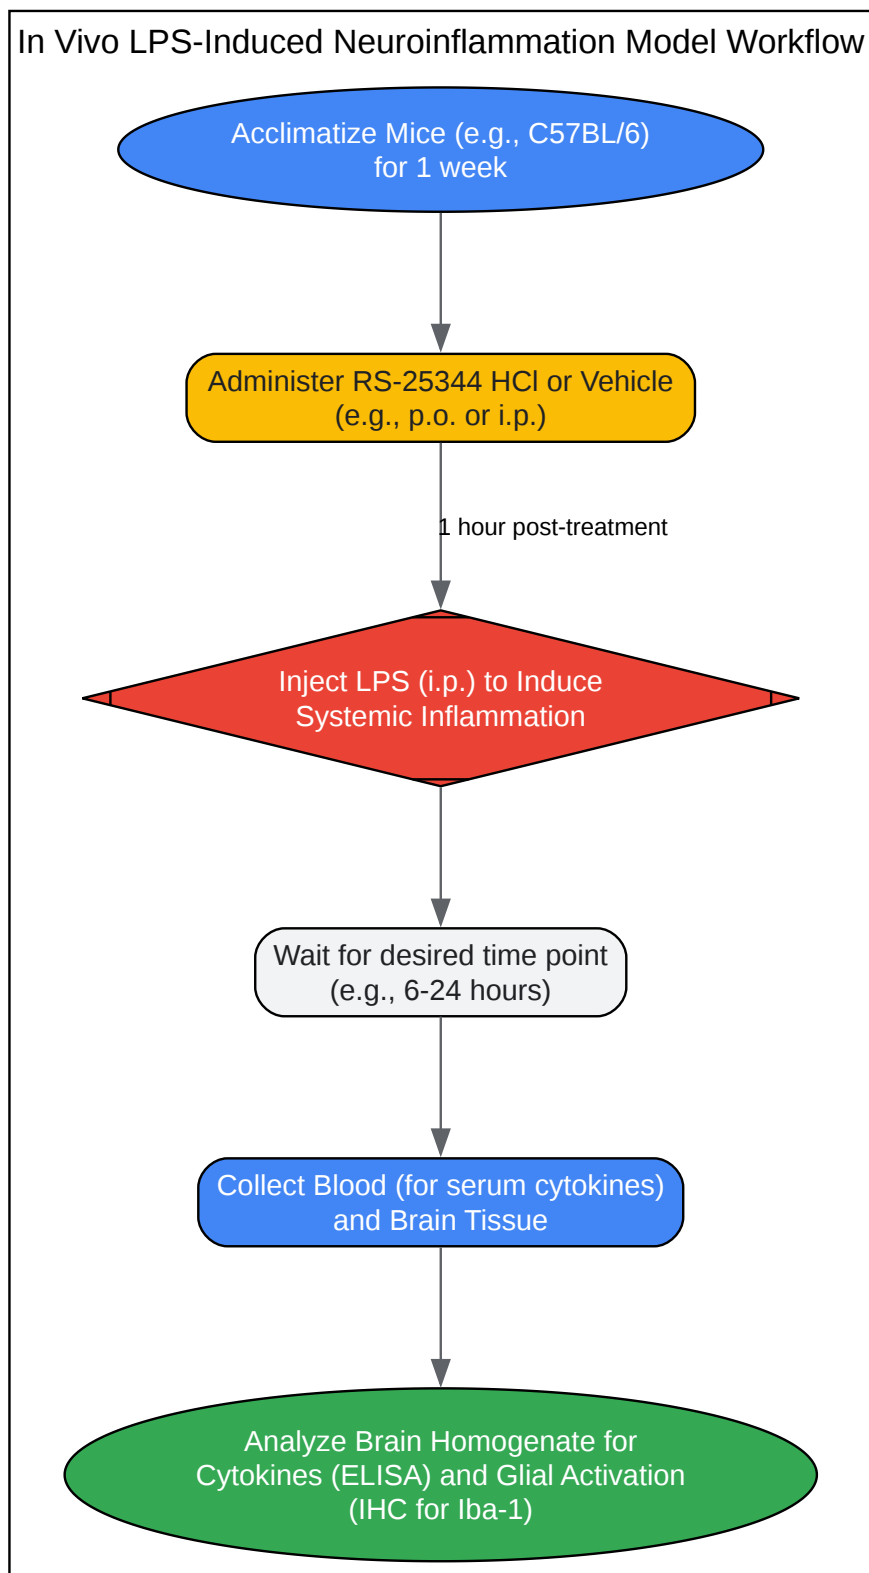 In Vivo LPS-Induced Neuroinflammation Model Workflow
Acclimatize Mice (e.g., C57BL/6)
for 1 week
Administer RS-25344 HCl or Vehicle
(e.g., p.o. or i.p.)
1 hour post-treatment
Inject LPS (i.p.) to Induce
Systemic Inflammation
Wait for desired time point
(e.g., 6-24 hours)
Collect Blood (for serum cytokines)
and Brain Tissue
Analyze Brain Homogenate for
Cytokines (ELISA) and Glial Activation
(IHC for Iba-1)